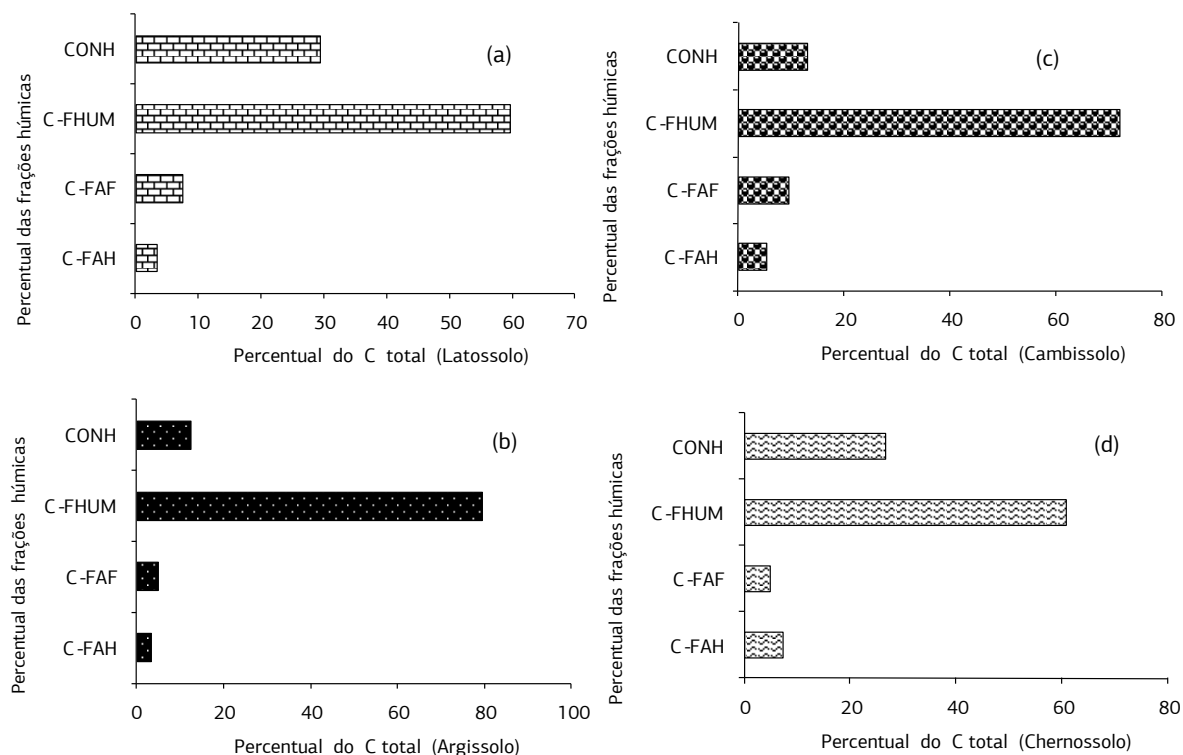 Percentual das frações húmicas
CONH
C-FHUM
C-FAF
C-FAH
(a)
0 10 20 30 40 50 60 70
Percentual do C total (Latossolo)
Percentual das frações húmicas
CONH
C-FHUM
C-FAF
C-FAH
(c)
0 20 40 60 80
Percentual do C total (Cambissolo)
Percentual das frações húmicas
CONH
C-FHUM
C-FAF
C-FAH
(b)
0 20 40 60 80 100
Percentual do C total (Argissolo)
Percentual das frações húmicas
CONH
C-FHUM
C-FAF
C-FAH
(d)
0 20 40 60 80
Percentual do C total (Chernossolo)